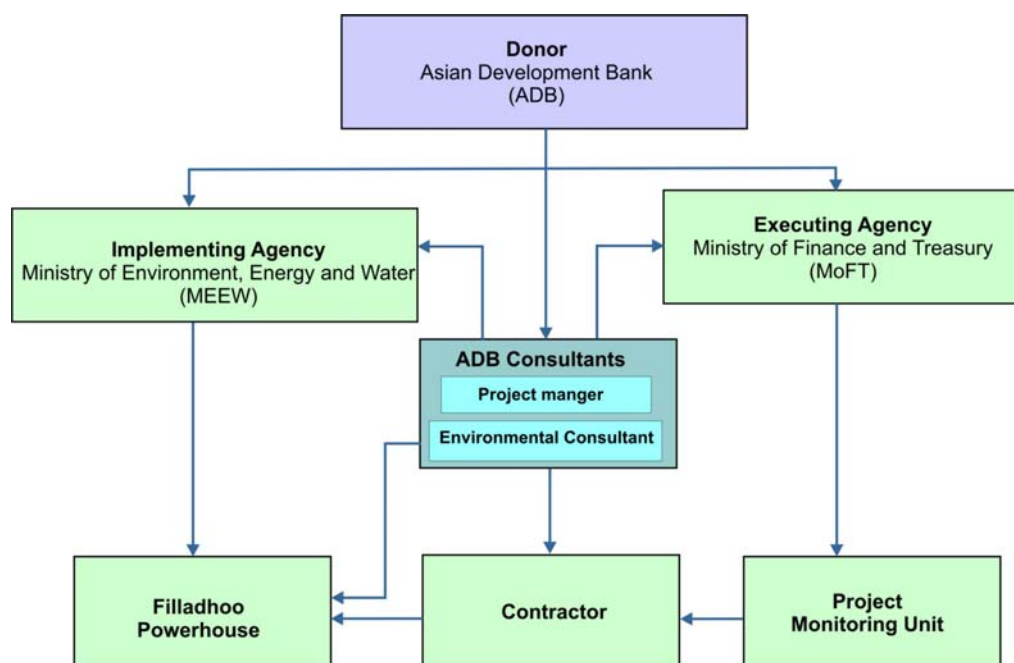 Donor
Asian Development Bank
(ADB)
Implementing Agency
Ministry of Environment, Energy and Water
(MEEW)
Executing Agency
Ministry of Finance and Treasury
(MoFT)
ADB Consultants
Project manger
Environmental Consultant
Filladhoo
Powerhouse
Contractor
Project
Monitoring Unit